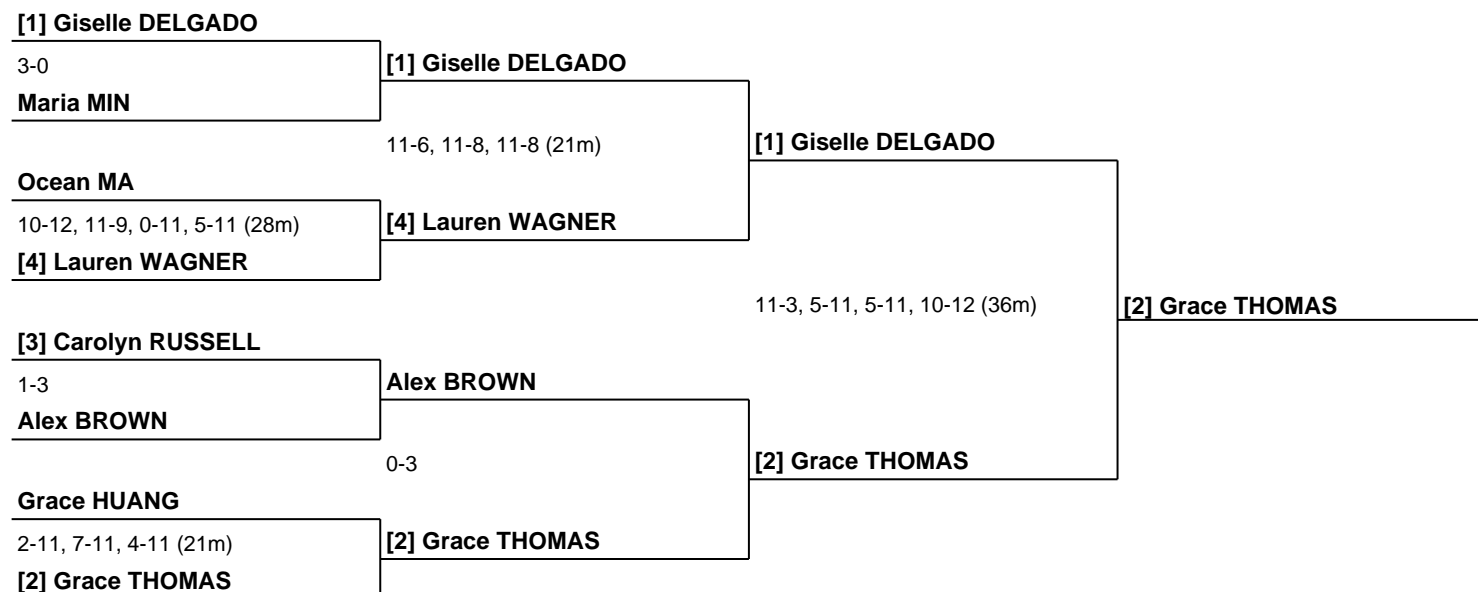 [1] Giselle DELGADO
3-0
Maria MIN
Ocean MA
10-12, 11-9, 0-11, 5-11 (28m)
[4] Lauren WAGNER
[3] Carolyn RUSSELL
1-3
Alex BROWN
Grace HUANG
2-11, 7-11, 4-11 (21m)
[2] Grace THOMAS
[1] Giselle DELGADO
11-6, 11-8, 11-8 (21m)
[4] Lauren WAGNER
Alex BROWN
0-3
[2] Grace THOMAS
[1] Giselle DELGADO
11-3, 5-11, 5-11, 10-12 (36m)
[2] Grace THOMAS
[2] Grace THOMAS